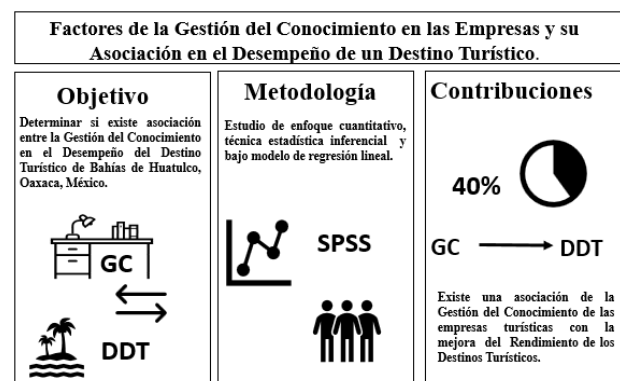 Factores de la Gestión del Conocimiento en las Empresas y su
Asociación en el Desempeño de un Destino Turístico.
Objetivo
Determinar si existe asociación
entre la Gestión del Conocimiento
en el Desempeño del Destino
Turístico de Bahías de Huatulco,
Oaxaca, México.
GC
DDT
Metodología
Estudio de enfoque cuantitativo,
técnica estadística inferencial y
bajo modelo de regresión lineal.
SPSS
Contribuciones
40%
GC
DDT
Existe una asociación de la
Gestión del Conocimiento de las
empresas turísticas con la
mejora del Rendimiento de los
Destinos Turísticos.